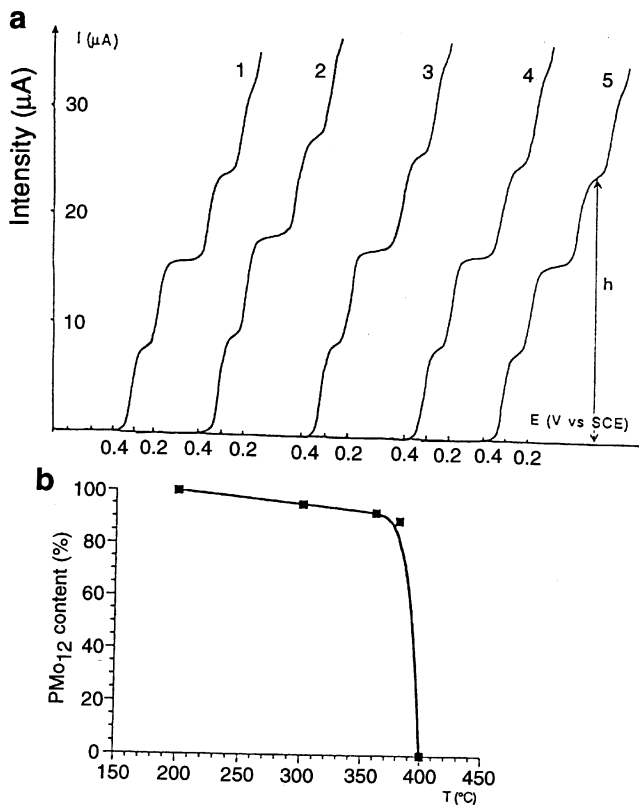 a
I (µA)
Intensity (µA)
30
20
10
1 2 3 4 5
h
E (V vs SCE)
0.4 0.2 0.4 0.2 0.4 0.2 0.4 0.2 0.4 0.2
b
PMo12 content (%)
100
80
60
40
20
0
150 200 250 300 350 400 450
T (°C)